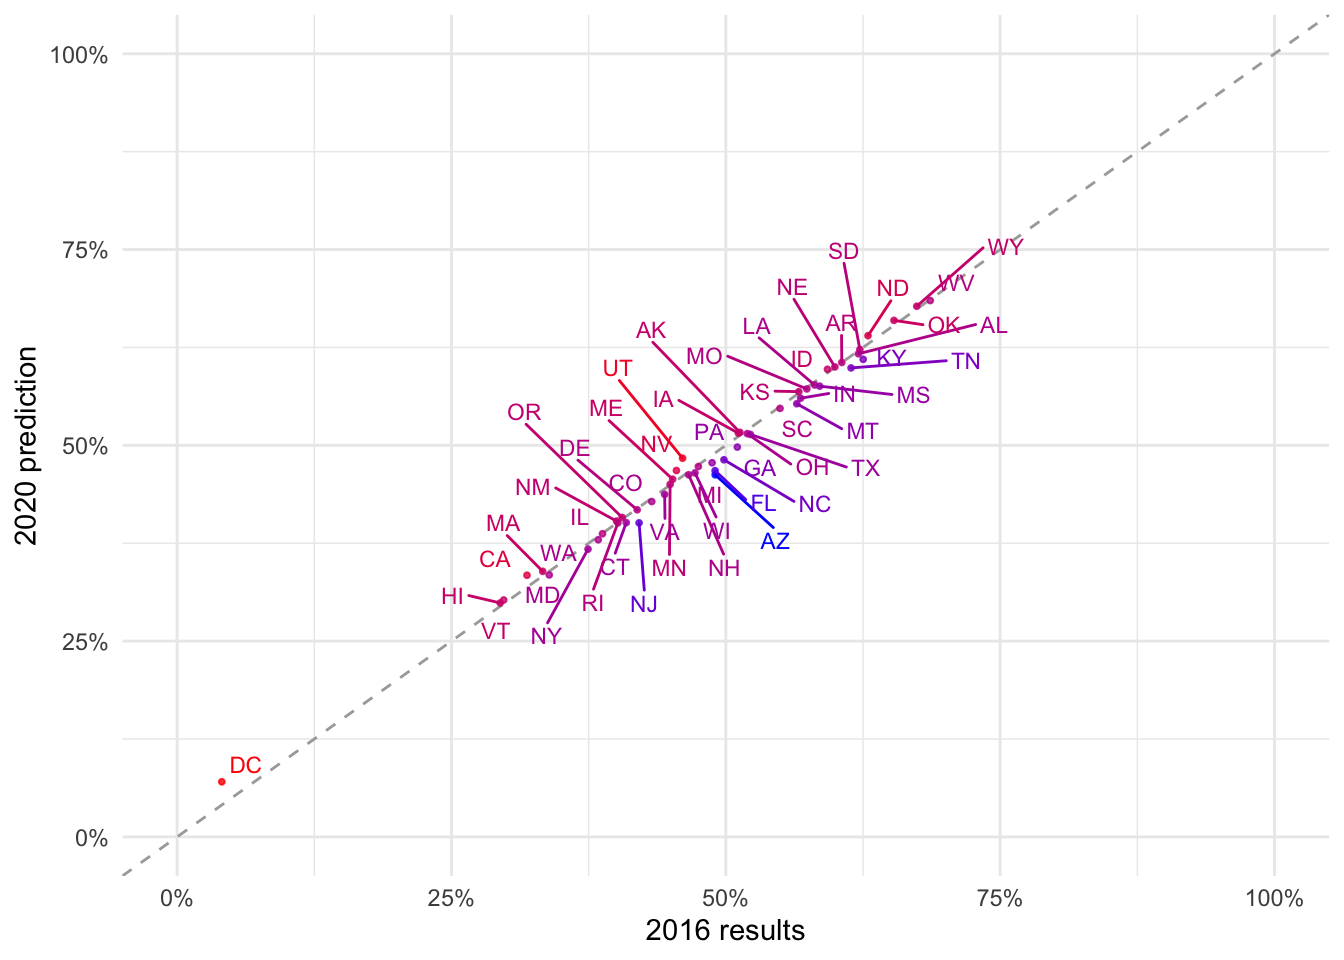 100%
75%
50%
25%
0%
2020 prediction
SD
WY
NE
ND
WV
AK
LA
AR
OK
AL
MO
ID
KY
TN
UT
KS
IN
MS
OR
ME
IA
PA
SC
MT
DE
NV
NM
CO
GA
OH
TX
MA
IL
MI
FL
NC
CA
WA
VA
WI
AZ
HI
MD
CT
MN
NH
VT
NY
RI
NJ
DC
0%
25%
50%
75%
100%
2016 results